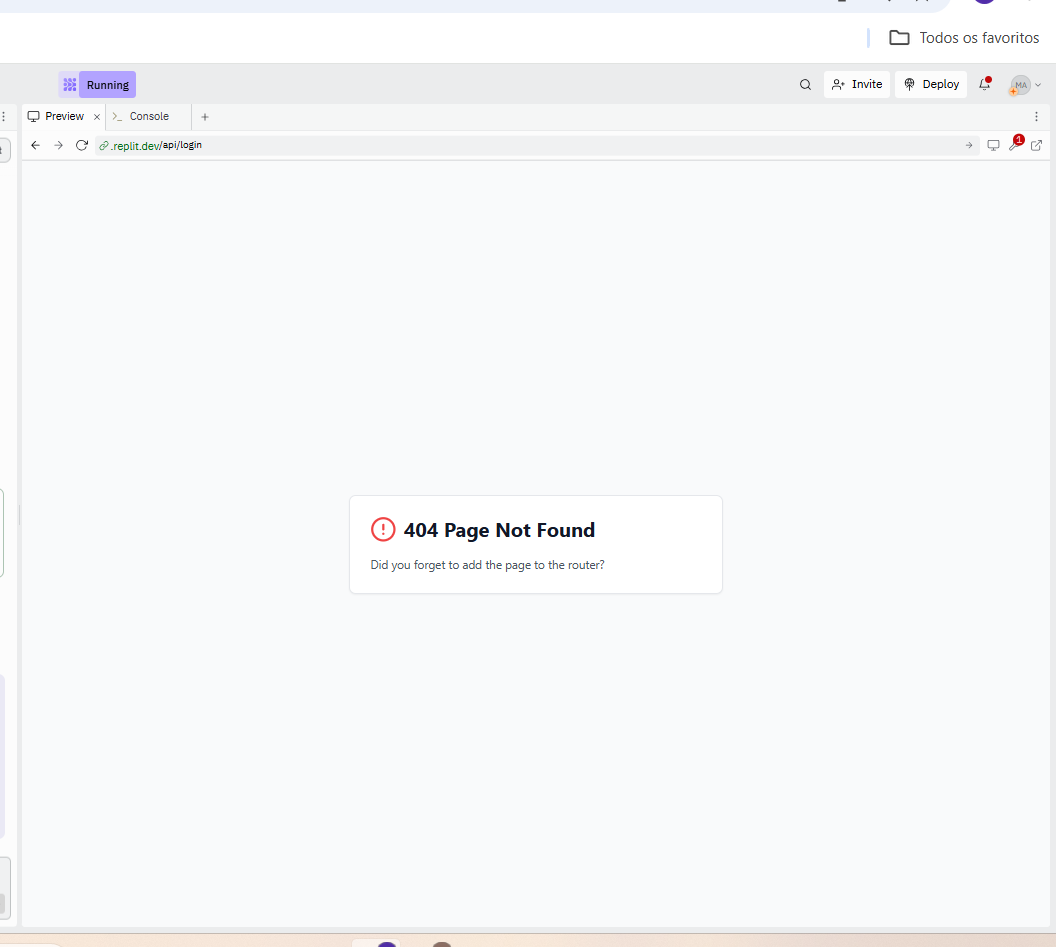 Todos os favoritos
Running
Invite
Deploy
MA
Preview
Console
.replit.dev/api/login
1
404 Page Not Found
Did you forget to add the page to the router?